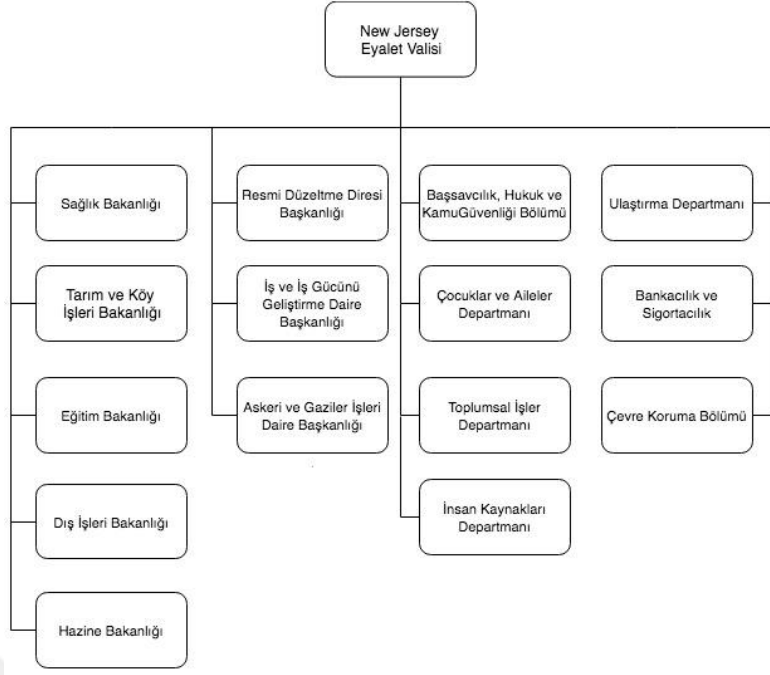 New Jersey
Eyalet Valisi
Sağlık Bakanlığı
Tarım ve Köy
İşleri Bakanlığı
Eğitim Bakanlığı
Dış İşleri Bakanlığı
Hazine Bakanlığı
Resmi Düzeltme Diresi
Başkanlığı
İş ve İş Gücünü
Geliştirme Daire
Başkanlığı
Askeri ve Gaziler İşleri
Daire Başkanlığı
Başsavcılık, Hukuk ve
KamuGüvenliği Bölümü
Çocuklar ve Aileler
Departmanı
Toplumsal İşler
Departmanı
İnsan Kaynakları
Departmanı
Ulaştırma Departmanı
Bankacılık ve
Sigortacılık
Çevre Koruma Bölümü